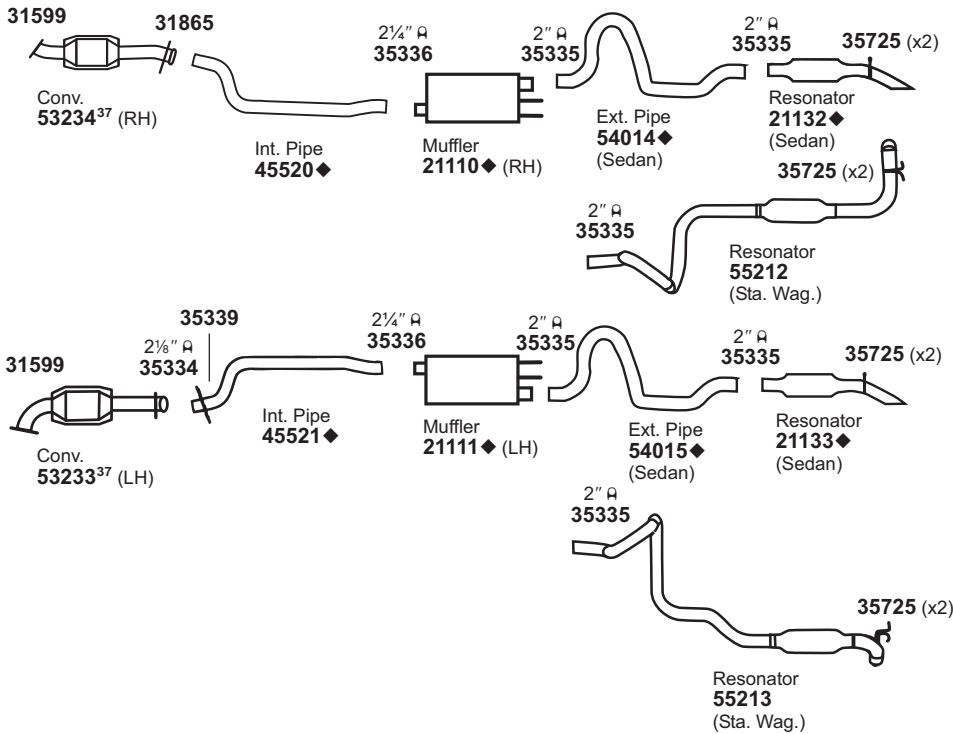 31599
31865
2¼″
35336
2″
35335
2″
35335
35725 (x2)
Conv.
53234³⁷ (RH)
Int. Pipe
45520◆
Muffler
21110◆ (RH)
Ext. Pipe
54014◆
(Sedan)
Resonator
21132◆
(Sedan)
35725 (x2)
2″
35335
Resonator
55212
(Sta. Wag.)
31599
2⅛″
35334
35339
2¼″
35336
2″
35335
2″
35335
35725 (x2)
Conv.
53233³⁷ (LH)
Int. Pipe
45521◆
Muffler
21111◆ (LH)
Ext. Pipe
54015◆
(Sedan)
Resonator
21133◆
(Sedan)
2″
35335
35725 (x2)
Resonator
55213
(Sta. Wag.)